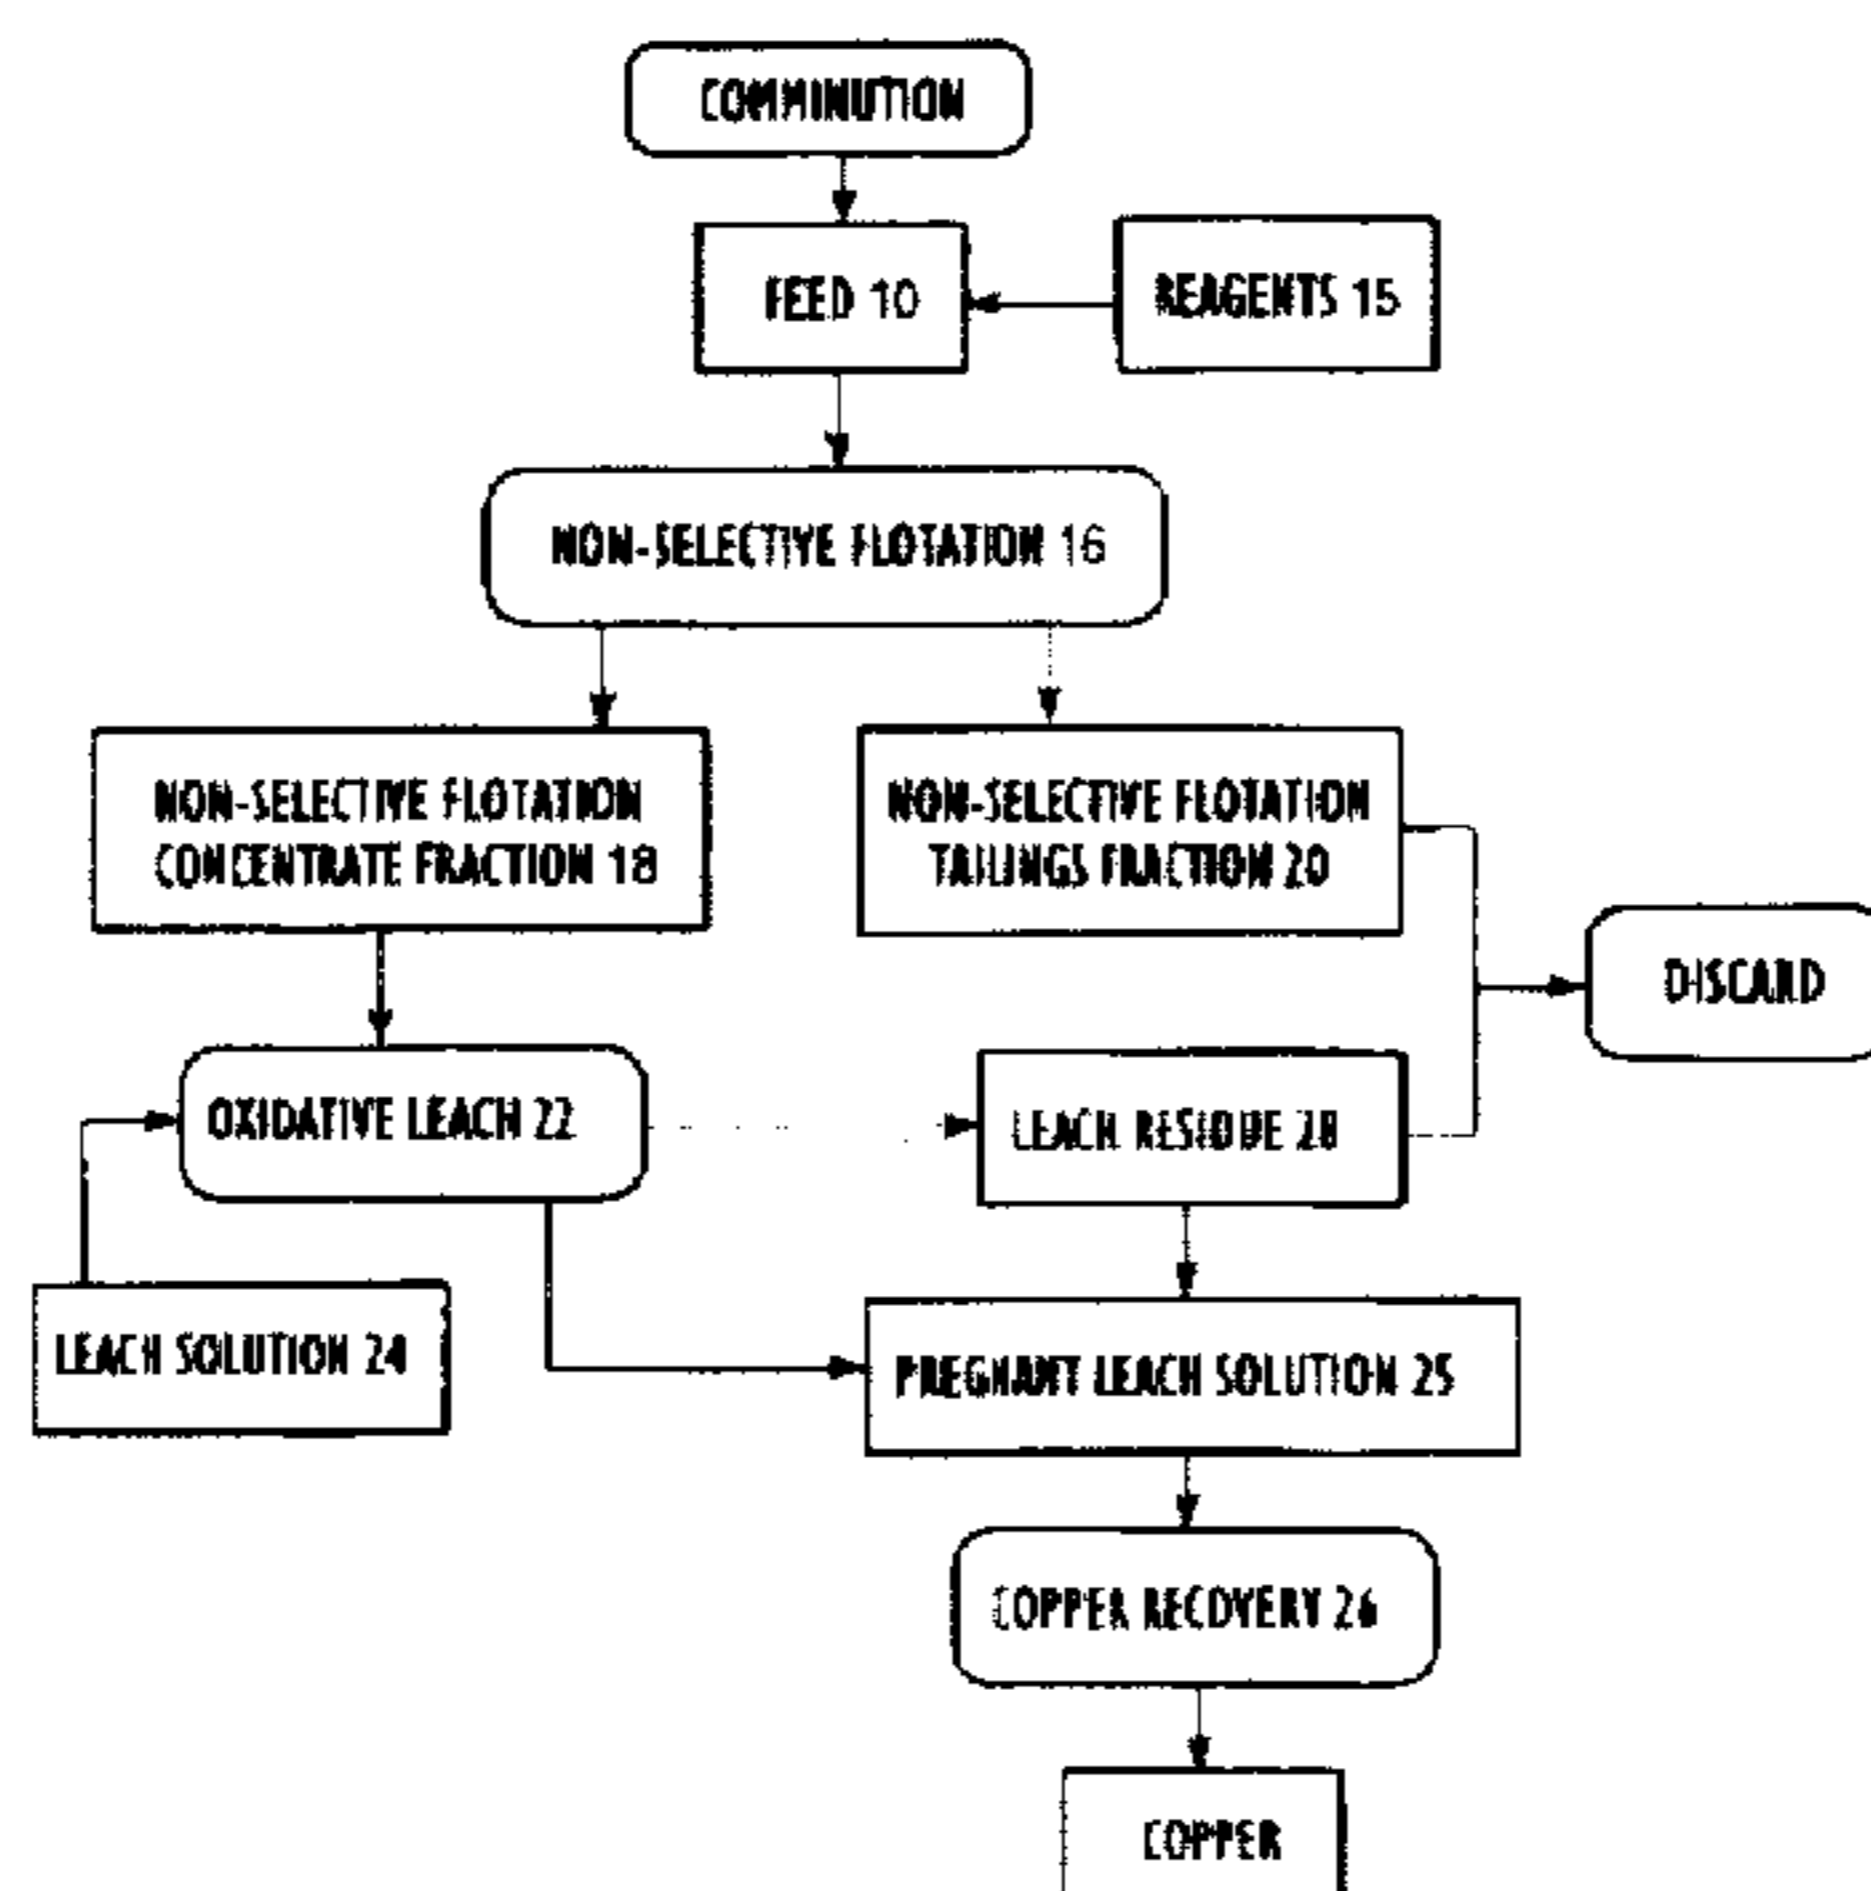 COMMINUTION
FEED 10
REAGENTS 15
NON-SELECTIVE FLOTATION 16
NON-SELECTIVE FLOTATION
CONCENTRATE FRACTION 18
NON-SELECTIVE FLOTATION
TAILINGS FRACTION 20
DISCARD
OXIDATIVE LEACH 22
LEACH RESIDUE 28
LEACH SOLUTION 24
PREGNANT LEACH SOLUTION 25
COPPER RECOVERY 26
COPPER